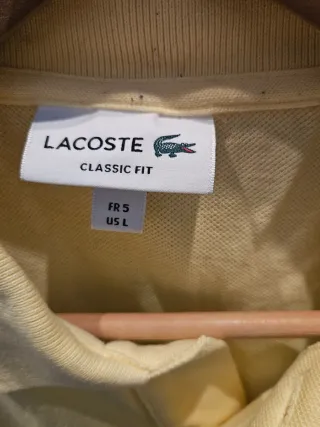 LACOSTE
CLASSIC FIT
FR 5
US L